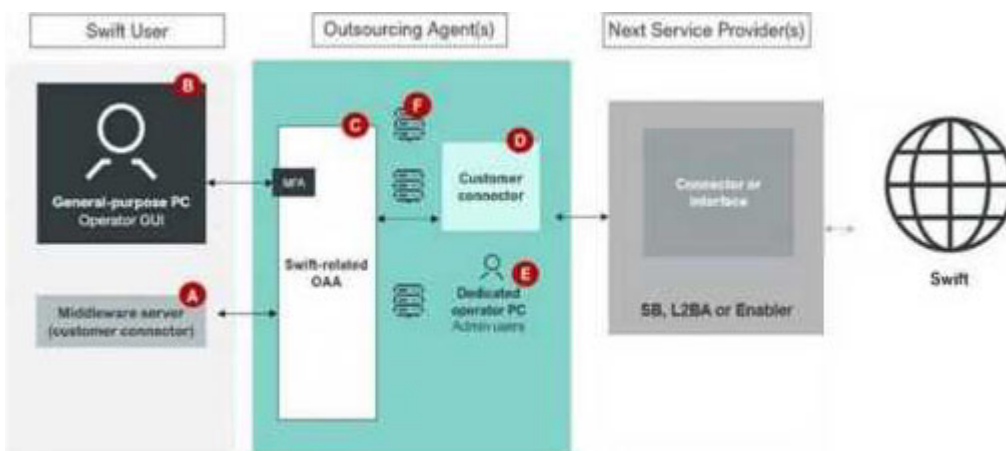 Swift User
Outsourcing Agent(s)
Next Service Provider(s)
B
General-purpose PC
Operator GUI
A
Middleware server
(customer connector)
C
MFA
Swift-related
OAA
F
D
Customer
connector
E
Dedicated
operator PC
Admin users
Connector or
interface
SB, L2BA or Enabler
Swift